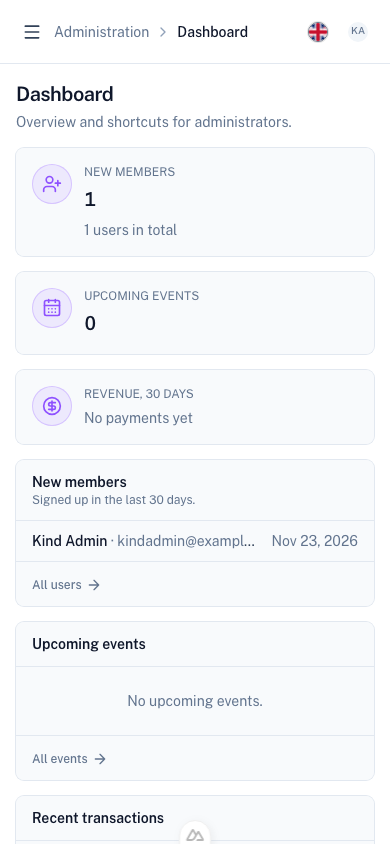 Administration
Dashboard
KA
Dashboard
Overview and shortcuts for administrators.
NEW MEMBERS
1
1 users in total
UPCOMING EVENTS
0
REVENUE, 30 DAYS
No payments yet
New members
Signed up in the last 30 days.
Kind Admin · kindadmin@exampl... Nov 23, 2026
All users
Upcoming events
No upcoming events.
All events
Recent transactions